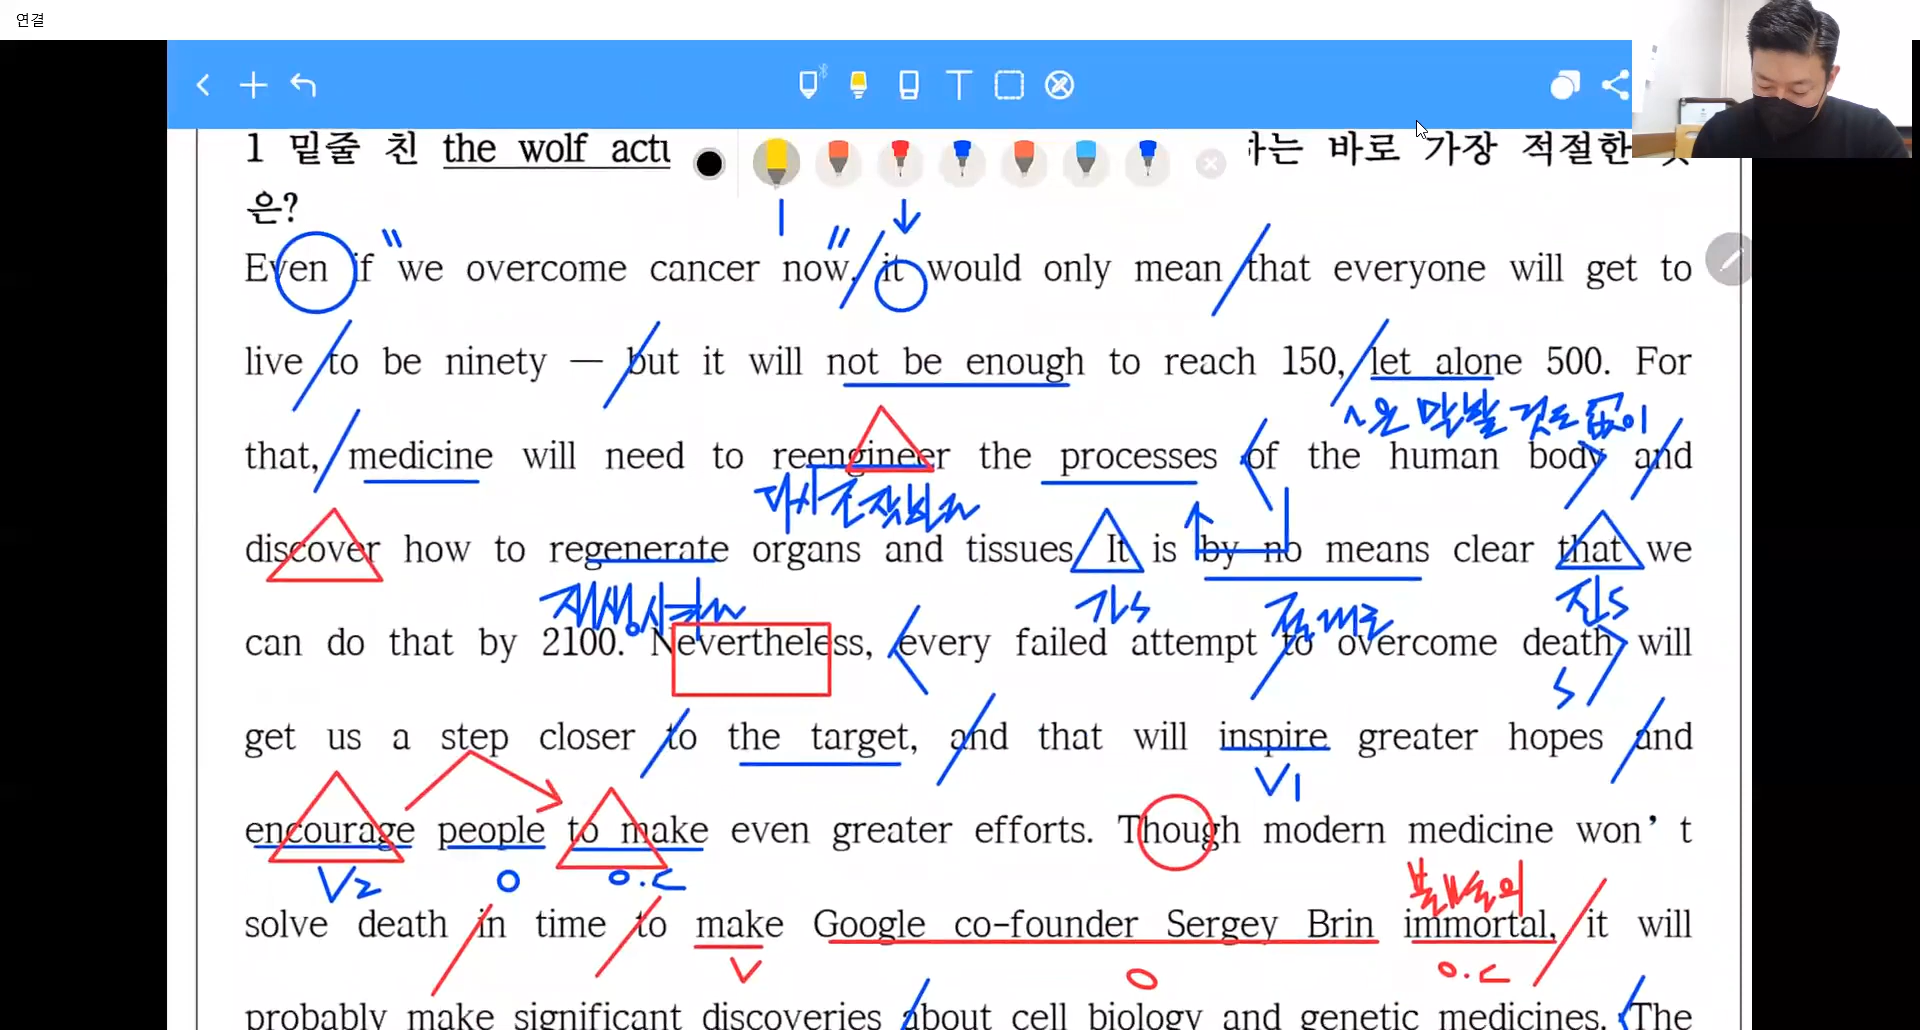 연결
1 밑줄 친 the wolf actu 하는 바로 가장 적절한 것
은?
Even if we overcome cancer now, it would only mean that everyone will get to
live to be ninety — but it will not be enough to reach 150, let alone 500. For
~은 말할 것도 없이
that, medicine will need to reengineer the processes of the human body and
다시 조작하다
discover how to regenerate organs and tissues. It is by no means clear that we
재생시키다 가S 절대로 진S
can do that by 2100. Nevertheless, every failed attempt to overcome death will
S
get us a step closer to the target, and that will inspire greater hopes and
V1
encourage people to make even greater efforts. Though modern medicine won't
V2 O O.C 불멸의
solve death in time to make Google co-founder Sergey Brin immortal, it will
V O O.C
probably make significant discoveries about cell biology and genetic medicines. The